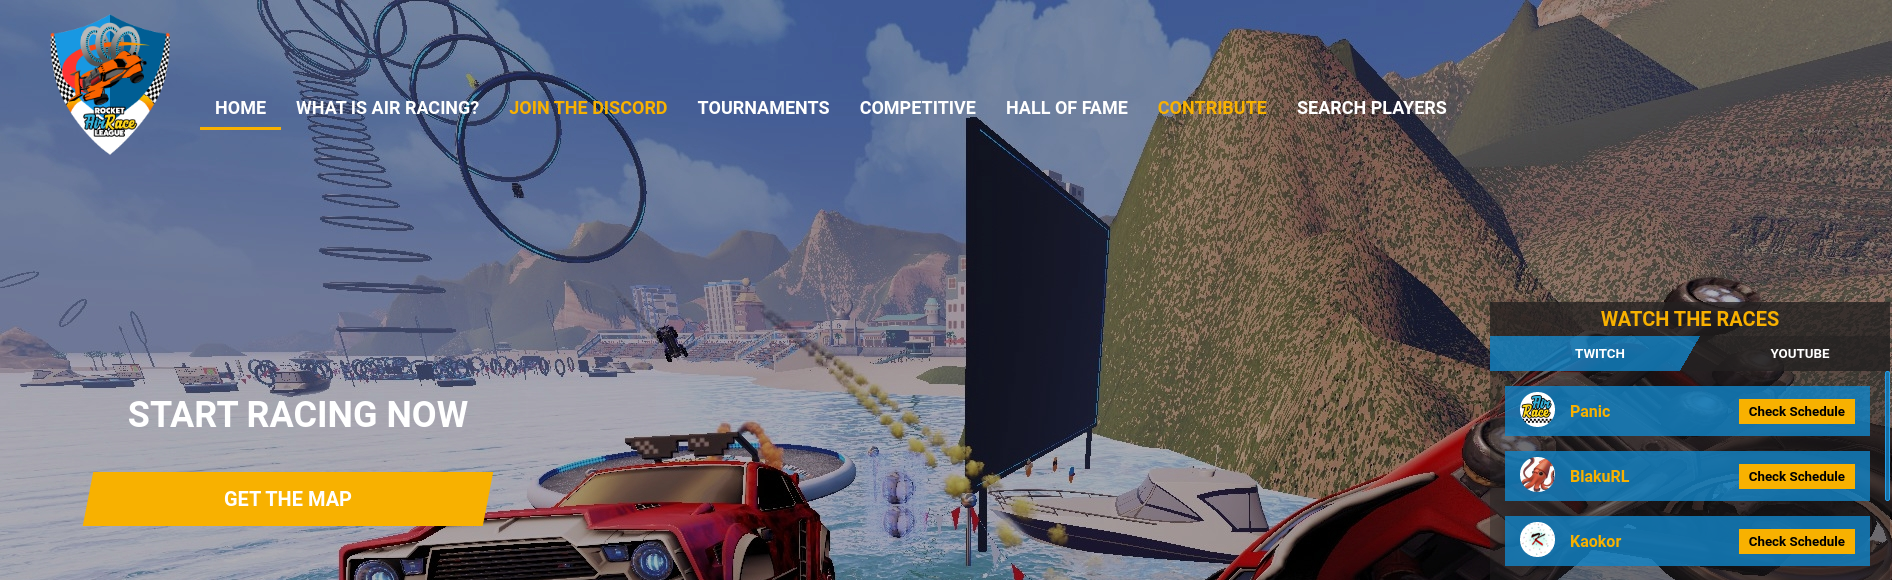 ROCKET
Air Race
LEAGUE
HOME WHAT IS AIR RACING? JOIN THE DISCORD TOURNAMENTS COMPETITIVE HALL OF FAME CONTRIBUTE SEARCH PLAYERS
START RACING NOW
GET THE MAP
WATCH THE RACES
TWITCH YOUTUBE
Air Race
Panic Check Schedule
BlakuRL Check Schedule
K
Kaokor Check Schedule